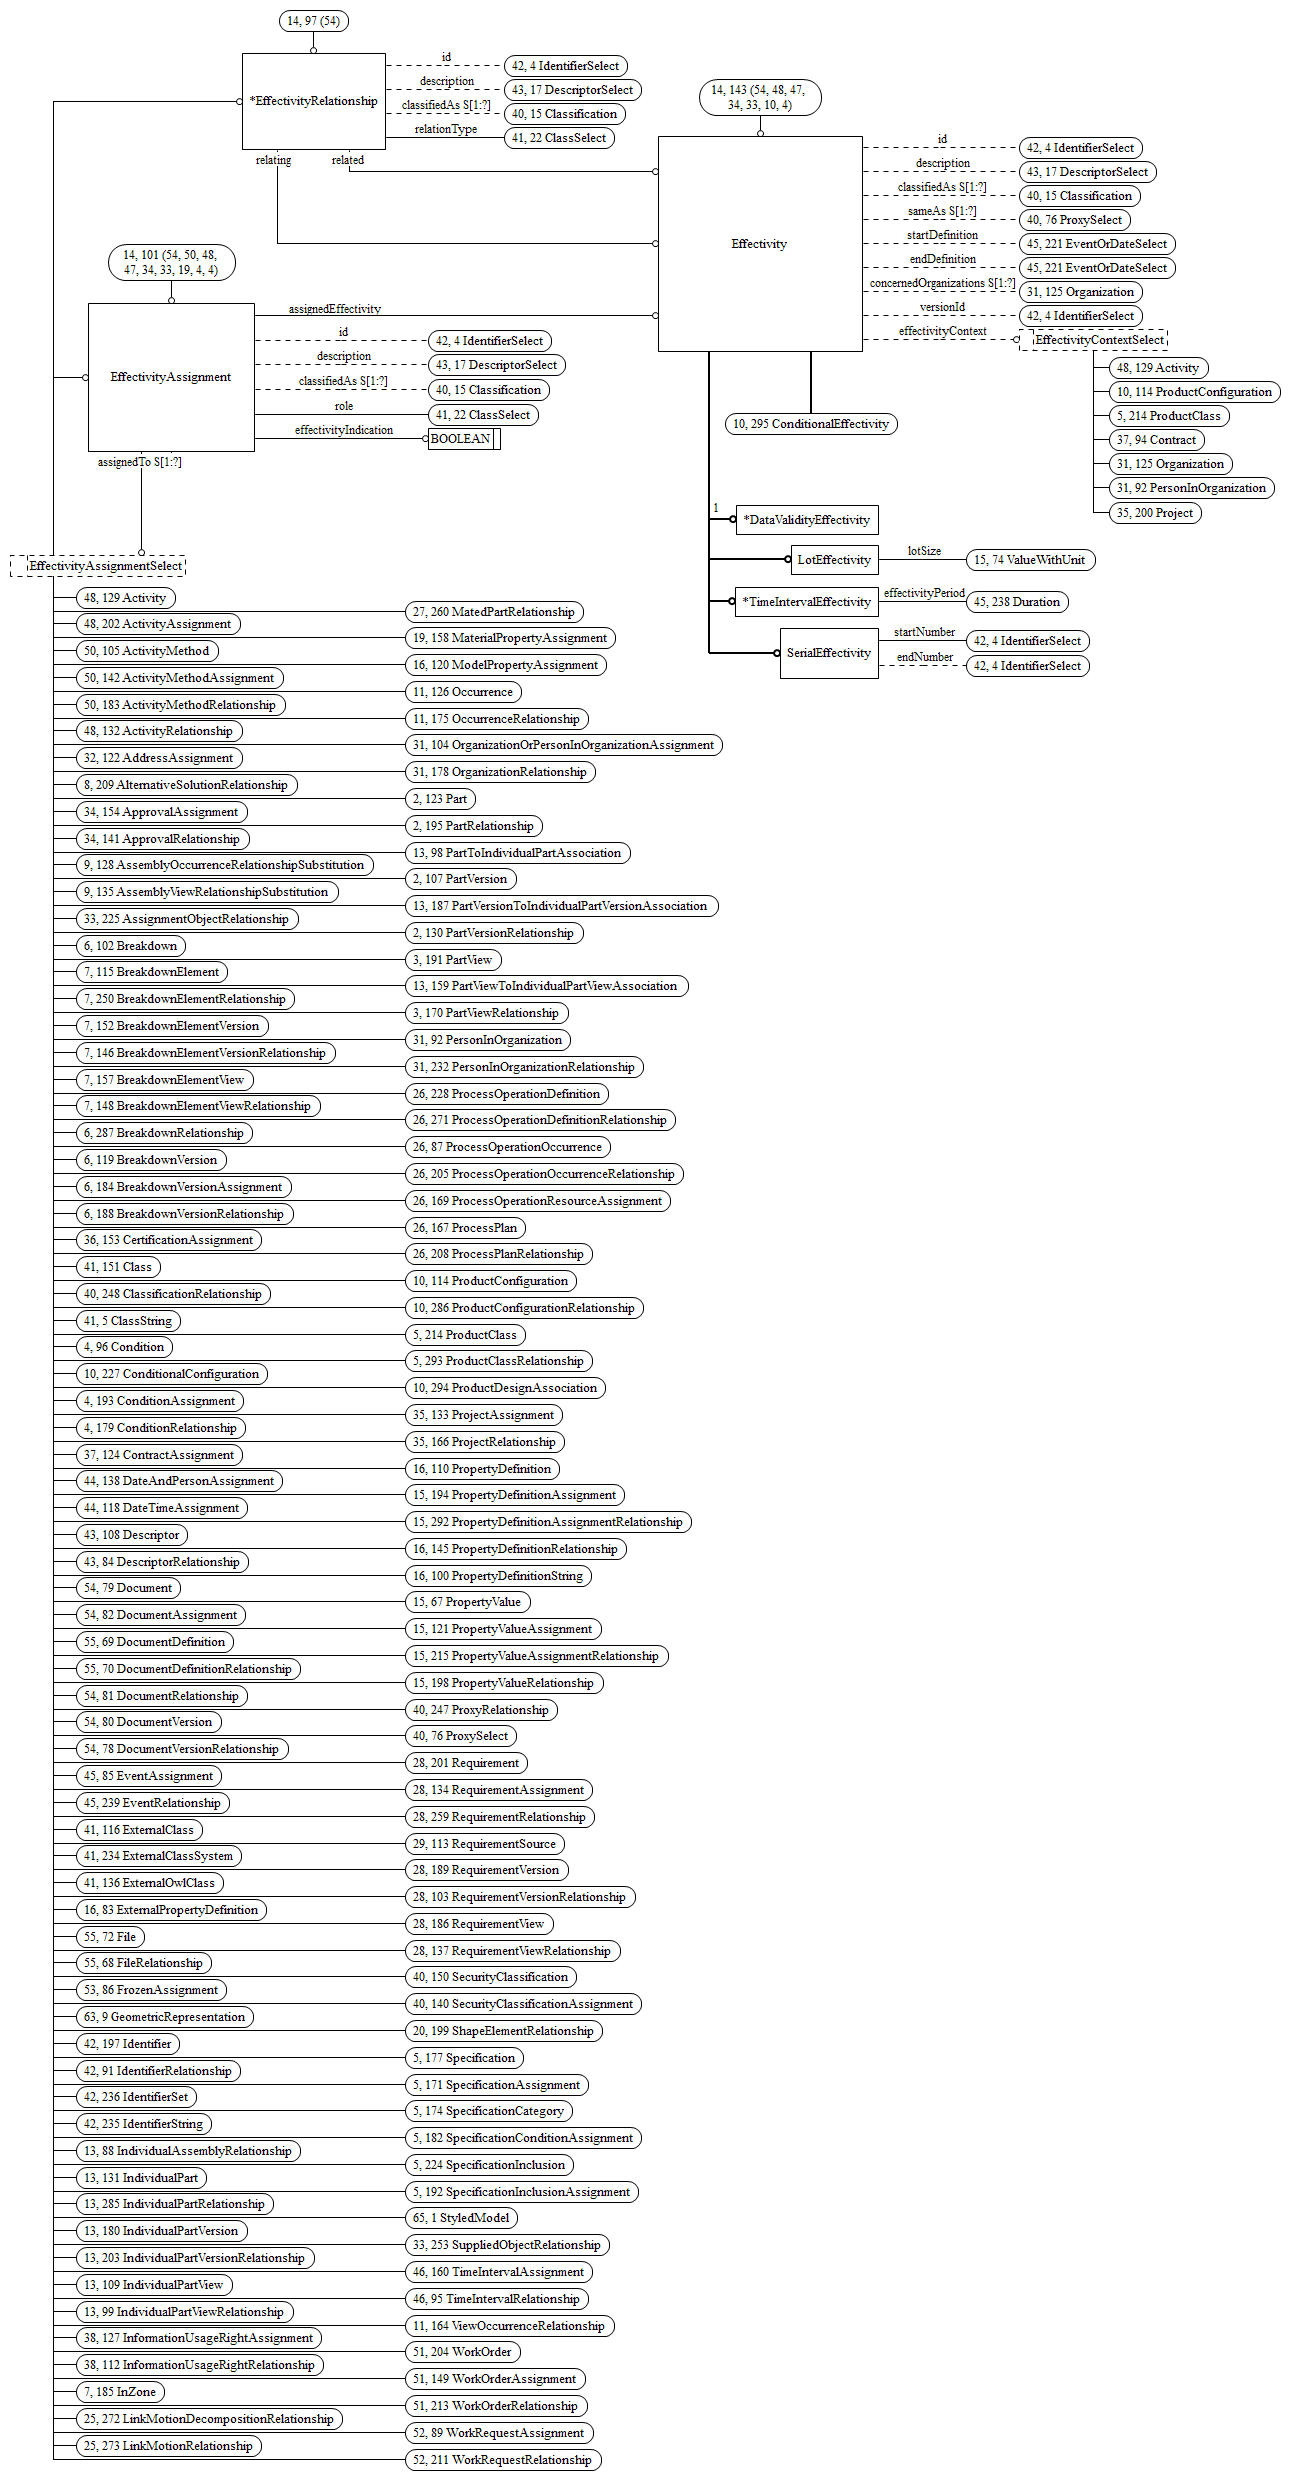 14, 97 (54)
*EffectivityRelationship
id
42, 4 IdentifierSelect
description
43, 17 DescriptorSelect
classifiedAs S[1:?]
40, 15 Classification
relationType
41, 22 ClassSelect
relating
related
14, 143 (54, 48, 47,
34, 33, 10, 4)
Effectivity
id
42, 4 IdentifierSelect
description
43, 17 DescriptorSelect
classifiedAs S[1:?]
40, 15 Classification
sameAs S[1:?]
40, 76 ProxySelect
startDefinition
45, 221 EventOrDateSelect
endDefinition
45, 221 EventOrDateSelect
concernedOrganizations S[1:?]
31, 125 Organization
versionId
42, 4 IdentifierSelect
effectivityContext
EffectivityContextSelect
48, 129 Activity
10, 114 ProductConfiguration
5, 214 ProductClass
37, 94 Contract
31, 125 Organization
31, 92 PersonInOrganization
35, 200 Project
14, 101 (54, 50, 48,
47, 34, 33, 19, 4, 4)
EffectivityAssignment
assignedEffectivity
id
42, 4 IdentifierSelect
description
43, 17 DescriptorSelect
classifiedAs S[1:?]
40, 15 Classification
role
41, 22 ClassSelect
effectivityIndication
BOOLEAN
assignedTo S[1:?]
10, 295 ConditionalEffectivity
1
*DataValidityEffectivity
LotEffectivity
lotSize
15, 74 ValueWithUnit
*TimeIntervalEffectivity
effectivityPeriod
45, 238 Duration
SerialEffectivity
startNumber
42, 4 IdentifierSelect
endNumber
42, 4 IdentifierSelect
EffectivityAssignmentSelect
48, 129 Activity
48, 202 ActivityAssignment
50, 105 ActivityMethod
50, 142 ActivityMethodAssignment
50, 183 ActivityMethodRelationship
48, 132 ActivityRelationship
32, 122 AddressAssignment
8, 209 AlternativeSolutionRelationship
34, 154 ApprovalAssignment
34, 141 ApprovalRelationship
9, 128 AssemblyOccurrenceRelationshipSubstitution
9, 135 AssemblyViewRelationshipSubstitution
33, 225 AssignmentObjectRelationship
6, 102 Breakdown
7, 115 BreakdownElement
7, 250 BreakdownElementRelationship
7, 152 BreakdownElementVersion
7, 146 BreakdownElementVersionRelationship
7, 157 BreakdownElementView
7, 148 BreakdownElementViewRelationship
6, 287 BreakdownRelationship
6, 119 BreakdownVersion
6, 184 BreakdownVersionAssignment
6, 188 BreakdownVersionRelationship
36, 153 CertificationAssignment
41, 151 Class
40, 248 ClassificationRelationship
41, 5 ClassString
4, 96 Condition
10, 227 ConditionalConfiguration
4, 193 ConditionAssignment
4, 179 ConditionRelationship
37, 124 ContractAssignment
44, 138 DateAndPersonAssignment
44, 118 DateTimeAssignment
43, 108 Descriptor
43, 84 DescriptorRelationship
54, 79 Document
54, 82 DocumentAssignment
55, 69 DocumentDefinition
55, 70 DocumentDefinitionRelationship
54, 81 DocumentRelationship
54, 80 DocumentVersion
54, 78 DocumentVersionRelationship
45, 85 EventAssignment
45, 239 EventRelationship
41, 116 ExternalClass
41, 234 ExternalClassSystem
41, 136 ExternalOwlClass
16, 83 ExternalPropertyDefinition
55, 72 File
55, 68 FileRelationship
53, 86 FrozenAssignment
63, 9 GeometricRepresentation
42, 197 Identifier
42, 91 IdentifierRelationship
42, 236 IdentifierSet
42, 235 IdentifierString
13, 88 IndividualAssemblyRelationship
13, 131 IndividualPart
13, 285 IndividualPartRelationship
13, 180 IndividualPartVersion
13, 203 IndividualPartVersionRelationship
13, 109 IndividualPartView
13, 99 IndividualPartViewRelationship
38, 127 InformationUsageRightAssignment
38, 112 InformationUsageRightRelationship
7, 185 InZone
25, 272 LinkMotionDecompositionRelationship
25, 273 LinkMotionRelationship
27, 260 MatedPartRelationship
19, 158 MaterialPropertyAssignment
16, 120 ModelPropertyAssignment
11, 126 Occurrence
11, 175 OccurrenceRelationship
31, 104 OrganizationOrPersonInOrganizationAssignment
31, 178 OrganizationRelationship
2, 123 Part
2, 195 PartRelationship
13, 98 PartToIndividualPartAssociation
2, 107 PartVersion
13, 187 PartVersionToIndividualPartVersionAssociation
2, 130 PartVersionRelationship
3, 191 PartView
13, 159 PartViewToIndividualPartViewAssociation
3, 170 PartViewRelationship
31, 92 PersonInOrganization
31, 232 PersonInOrganizationRelationship
26, 228 ProcessOperationDefinition
26, 271 ProcessOperationDefinitionRelationship
26, 87 ProcessOperationOccurrence
26, 205 ProcessOperationOccurrenceRelationship
26, 169 ProcessOperationResourceAssignment
26, 167 ProcessPlan
26, 208 ProcessPlanRelationship
10, 114 ProductConfiguration
10, 286 ProductConfigurationRelationship
5, 214 ProductClass
5, 293 ProductClassRelationship
10, 294 ProductDesignAssociation
35, 133 ProjectAssignment
35, 166 ProjectRelationship
16, 110 PropertyDefinition
15, 194 PropertyDefinitionAssignment
15, 292 PropertyDefinitionAssignmentRelationship
16, 145 PropertyDefinitionRelationship
16, 100 PropertyDefinitionString
15, 67 PropertyValue
15, 121 PropertyValueAssignment
15, 215 PropertyValueAssignmentRelationship
15, 198 PropertyValueRelationship
40, 247 ProxyRelationship
40, 76 ProxySelect
28, 201 Requirement
28, 134 RequirementAssignment
28, 259 RequirementRelationship
29, 113 RequirementSource
28, 189 RequirementVersion
28, 103 RequirementVersionRelationship
28, 186 RequirementView
28, 137 RequirementViewRelationship
40, 150 SecurityClassification
40, 140 SecurityClassificationAssignment
20, 199 ShapeElementRelationship
5, 177 Specification
5, 171 SpecificationAssignment
5, 174 SpecificationCategory
5, 182 SpecificationConditionAssignment
5, 224 SpecificationInclusion
5, 192 SpecificationInclusionAssignment
65, 1 StyledModel
33, 253 SuppliedObjectRelationship
46, 160 TimeIntervalAssignment
46, 95 TimeIntervalRelationship
11, 164 ViewOccurrenceRelationship
51, 204 WorkOrder
51, 149 WorkOrderAssignment
51, 213 WorkOrderRelationship
52, 89 WorkRequestAssignment
52, 211 WorkRequestRelationship